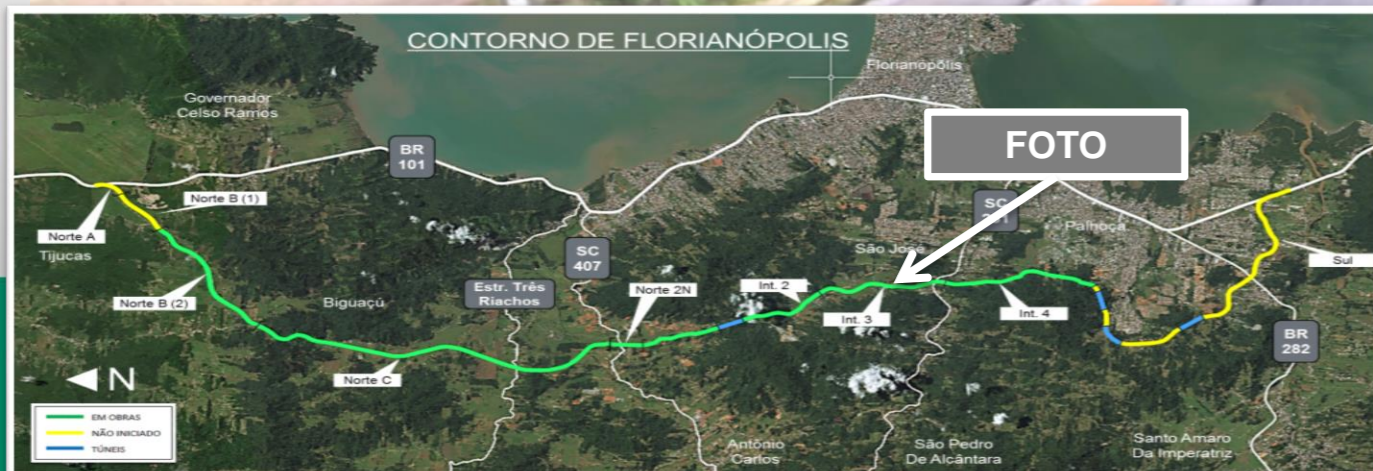 CONTORNO DE FLORIANÓPOLIS
Florianópolis
Governador
Celso Ramos
BR
101
FOTO
Norte B (1)
Norte A
Tijucas
SC
Palhoça
São José
SC
407
Sul
Estr. Três
Riachos
Norte 2N
Int. 2
Norte B (2)
Biguaçú
Int. 3
Int. 4
BR
282
N
Norte C
EM OBRAS
NÃO INICIADO
TÚNEIS
Antônio
Carlos
São Pedro
De Alcântara
Santo Amaro
Da Imperatriz